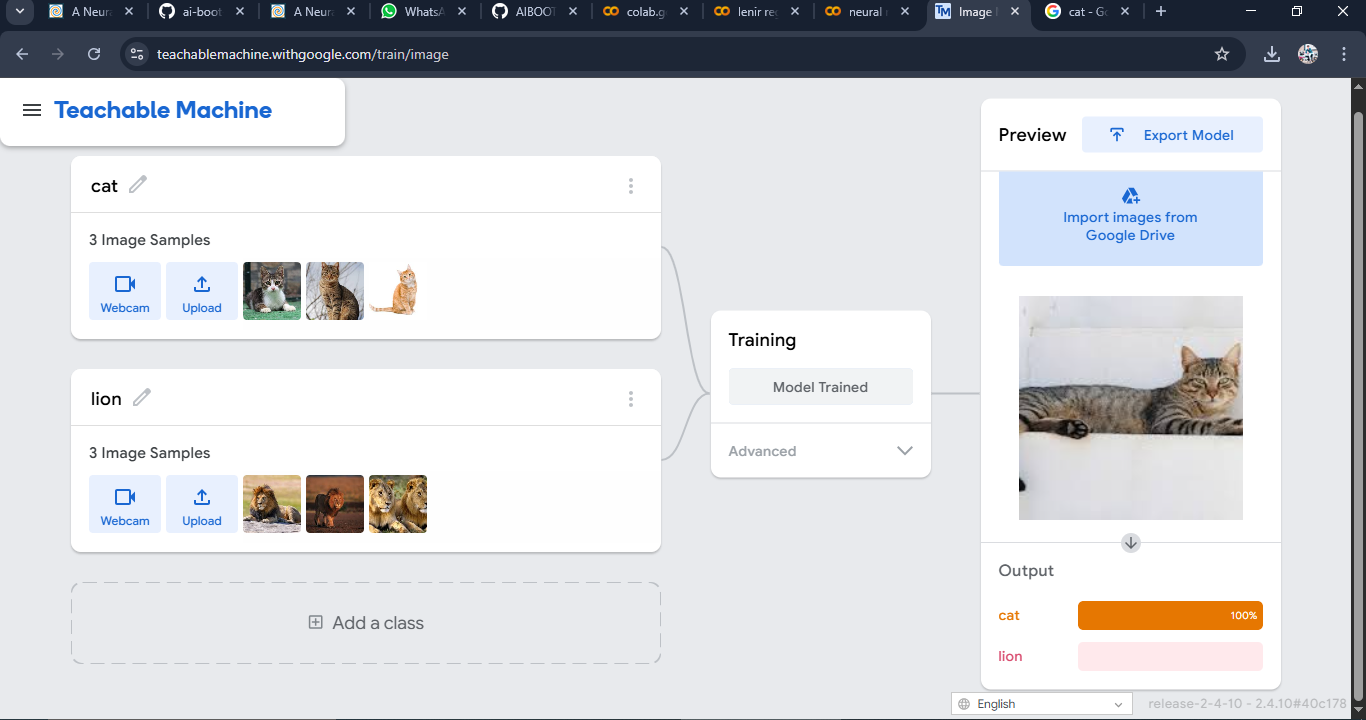 A Neura
ai-boot
A Neura
WhatsA
AIBOOT
colab.g
lenir reg
neural
Image
cat - Go
teachablemachine.withgoogle.com/train/image
Teachable Machine
cat
3 Image Samples
Webcam
Upload
lion
3 Image Samples
Webcam
Upload
Add a class
Training
Model Trained
Advanced
Preview
Export Model
Import images from
Google Drive
Output
cat
100%
lion
English
release-2-4-10 - 2.4.10#40c178